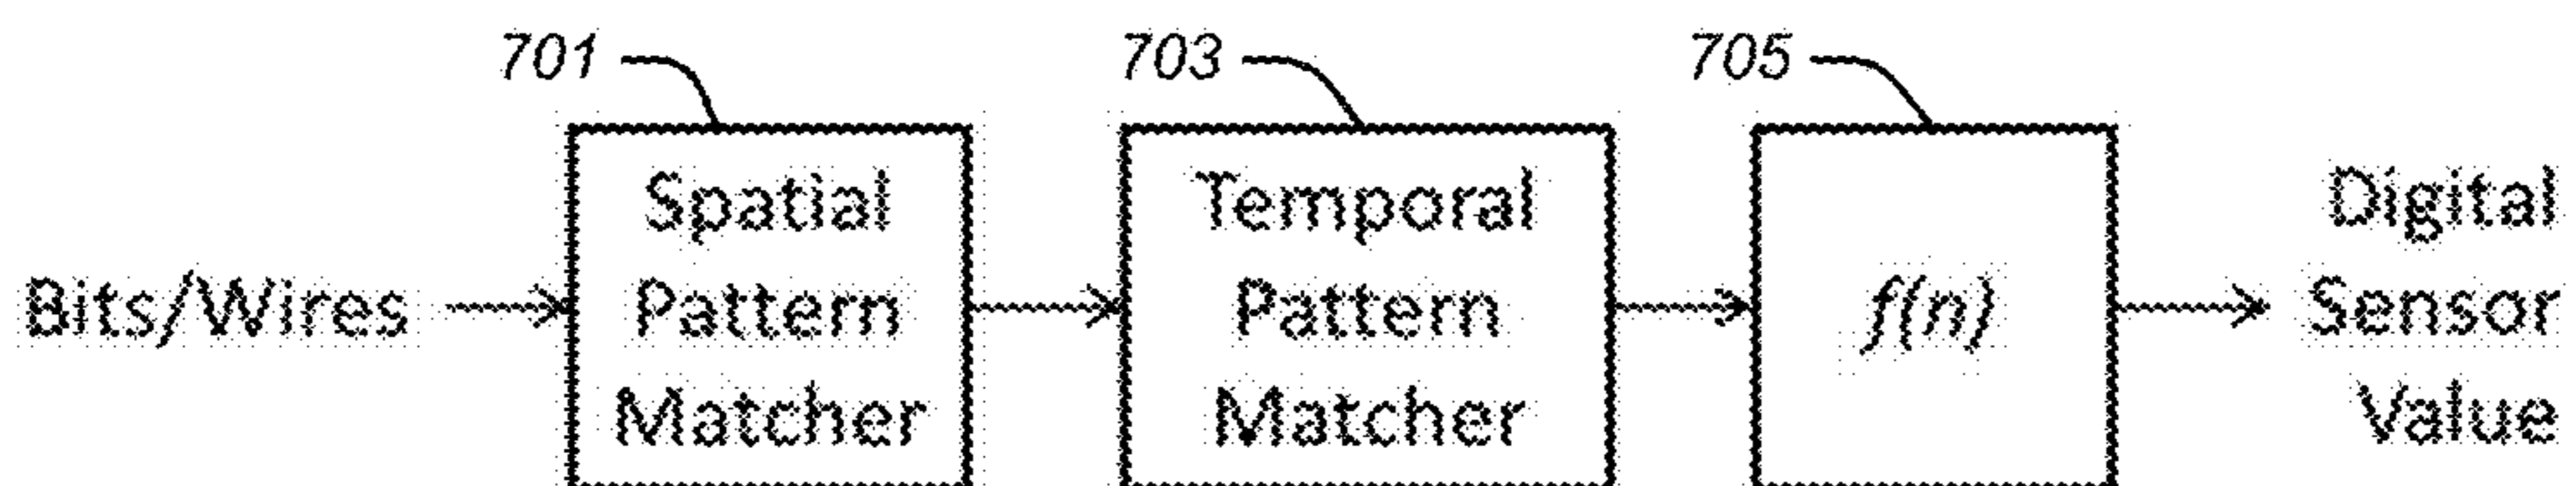 701
703
705
Bits/Wires
Spatial
Pattern
Matcher
Temporal
Pattern
Matcher
f(n)
Digital
Sensor
Value